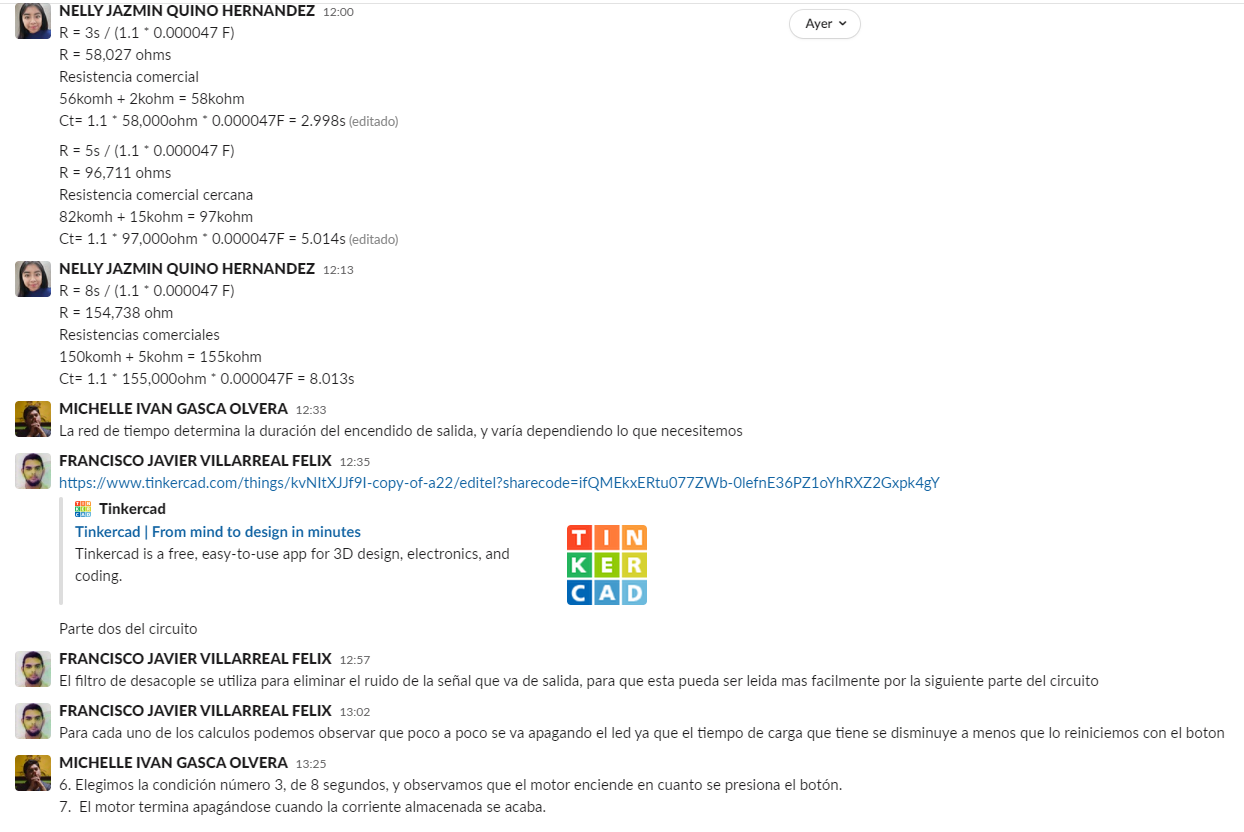 NELLY JAZMIN QUINO HERNANDEZ 12:00
Ayer
R = 3s / (1.1 * 0.000047 F)
R = 58,027 ohms
Resistencia comercial
56komh + 2kohm = 58kohm
Ct= 1.1 * 58,000ohm * 0.000047F = 2.998s (editado)
R = 5s / (1.1 * 0.000047 F)
R = 96,711 ohms
Resistencia comercial cercana
82komh + 15kohm = 97kohm
Ct= 1.1 * 97,000ohm * 0.000047F = 5.014s (editado)
NELLY JAZMIN QUINO HERNANDEZ 12:13
R = 8s / (1.1 * 0.000047 F)
R = 154,738 ohm
Resistencias comerciales
150komh + 5kohm = 155kohm
Ct= 1.1 * 155,000ohm * 0.000047F = 8.013s
MICHELLE IVAN GASCA OLVERA 12:33
La red de tiempo determina la duración del encendido de salida, y varía dependiendo lo que necesitemos
FRANCISCO JAVIER VILLARREAL FELIX 12:35
https://www.tinkercad.com/things/kvNItXJJf9I-copy-of-a22/editel?sharecode=ifQMEkxERtu077ZWb-0lefnE36PZ1oYhRXZ2Gxpk4gY
Tinkercad
Tinkercad | From mind to design in minutes
Tinkercad is a free, easy-to-use app for 3D design, electronics, and
coding.
TIN
KER
CAD
Parte dos del circuito
FRANCISCO JAVIER VILLARREAL FELIX 12:57
El filtro de desacople se utiliza para eliminar el ruido de la señal que va de salida, para que esta pueda ser leida mas facilmente por la siguiente parte del circuito
FRANCISCO JAVIER VILLARREAL FELIX 13:02
Para cada uno de los calculos podemos observar que poco a poco se va apagando el led ya que el tiempo de carga que tiene se disminuye a menos que lo reiniciemos con el boton
MICHELLE IVAN GASCA OLVERA 13:25
6. Elegimos la condición número 3, de 8 segundos, y observamos que el motor enciende en cuanto se presiona el botón.
7. El motor termina apagándose cuando la corriente almacenada se acaba.